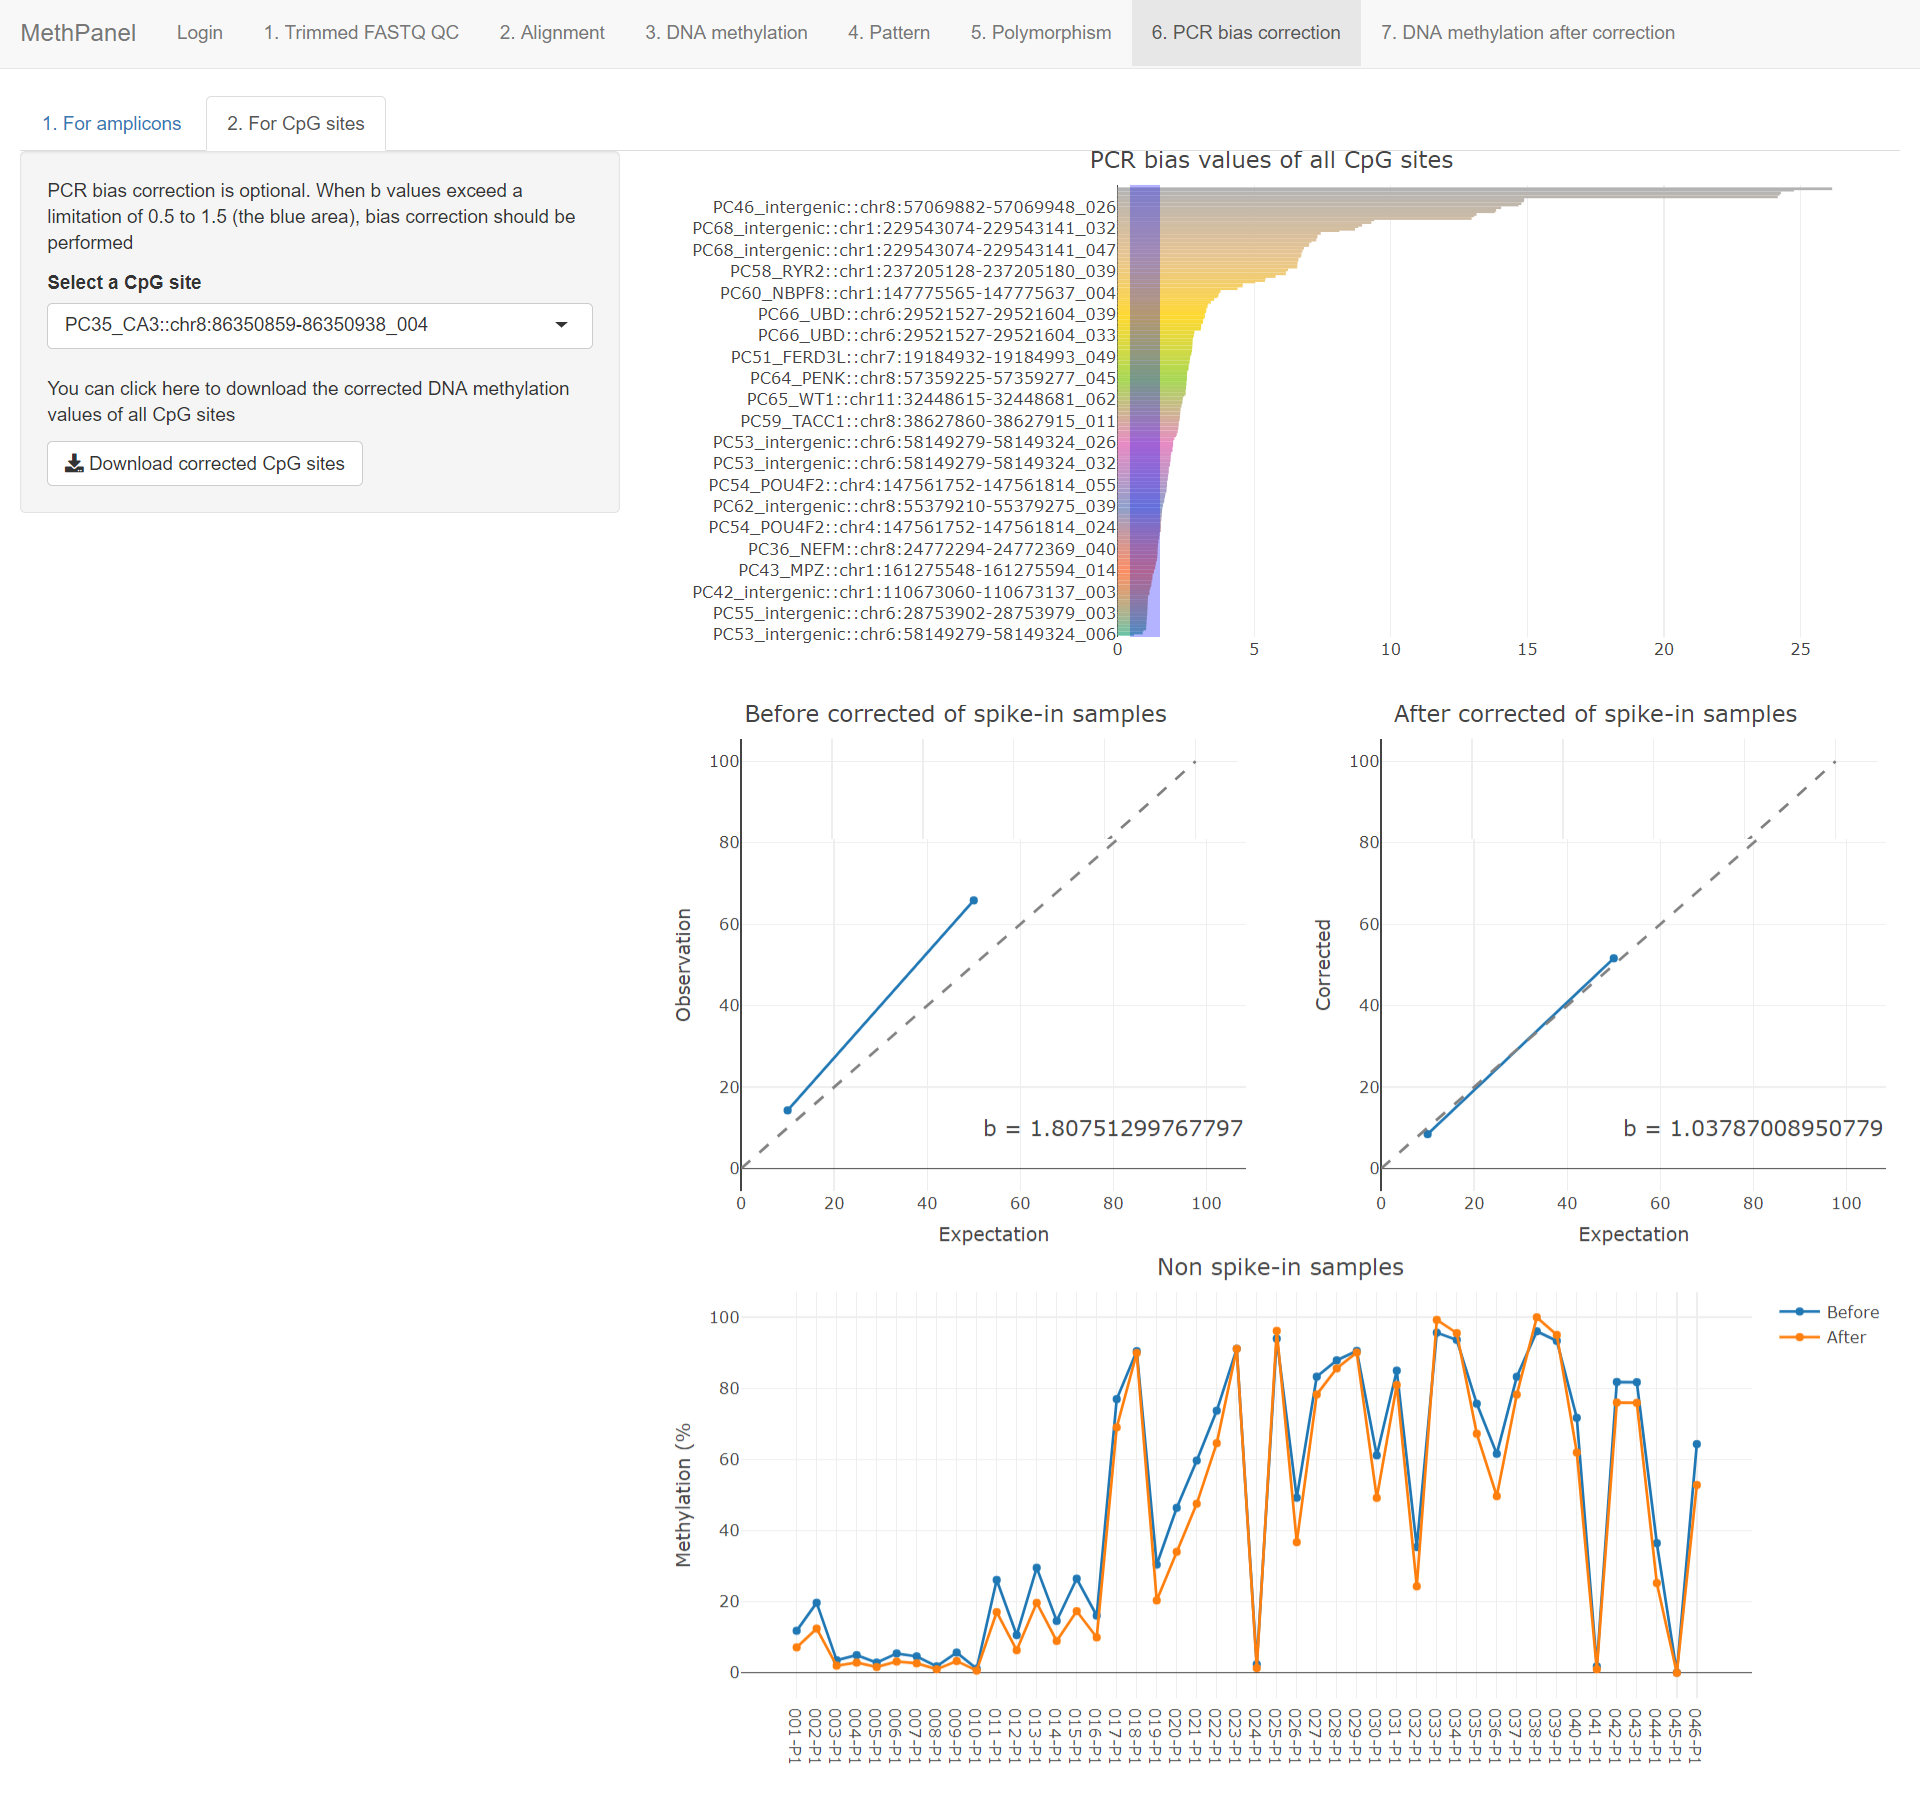 MethPanel Login 1. Trimmed FASTQ QC 2. Alignment 3. DNA methylation 4. Pattern 5. Polymorphism 6. PCR bias correction 7. DNA methylation after correction
1. For amplicons 2. For CpG sites
PCR bias correction is optional. When b values exceed a
limitation of 0.5 to 1.5 (the blue area), bias correction should be
performed
Select a CpG site
PC35_CA3::chr8:86350859-86350938_004
You can click here to download the corrected DNA methylation
values of all CpG sites
Download corrected CpG sites
PCR bias values of all CpG sites
PC46_intergenic::chr8:57069882-57069948_026
PC68_intergenic::chr1:229543074-229543141_032
PC68_intergenic::chr1:229543074-229543141_047
PC58_RYR2::chr1:237205128-237205180_039
PC60_NBPF8::chr1:147775565-147775637_004
PC66_UBD::chr6:29521527-29521604_039
PC66_UBD::chr6:29521527-29521604_033
PC51_FERD3L::chr7:19184932-19184993_049
PC64_PENK::chr8:57359225-57359277_045
PC65_WT1::chr11:32448615-32448681_062
PC59_TACC1::chr8:38627860-38627915_011
PC53_intergenic::chr6:58149279-58149324_026
PC53_intergenic::chr6:58149279-58149324_032
PC54_POU4F2::chr4:147561752-147561814_055
PC62_intergenic::chr8:55379210-55379275_039
PC54_POU4F2::chr4:147561752-147561814_024
PC36_NEFM::chr8:24772294-24772369_040
PC43_MPZ::chr1:161275548-161275594_014
PC42_intergenic::chr1:110673060-110673137_003
PC55_intergenic::chr6:28753902-28753979_003
PC53_intergenic::chr6:58149279-58149324_006
0 5 10 15 20 25
Before corrected of spike-in samples
100
80
60
40
20
0
Observation
b = 1.80751299767797
0 20 40 60 80 100
Expectation
After corrected of spike-in samples
100
80
60
40
20
0
Corrected
b = 1.03787008950779
0 20 40 60 80 100
Expectation
Non spike-in samples
100
80
60
40
20
0
Methylation (%
Before
After
001-P1
002-P1
003-P1
004-P1
005-P1
006-P1
007-P1
008-P1
009-P1
010-P1
011-P1
012-P1
013-P1
014-P1
015-P1
016-P1
017-P1
018-P1
019-P1
020-P1
021-P1
022-P1
023-P1
024-P1
025-P1
026-P1
027-P1
028-P1
029-P1
030-P1
031-P1
032-P1
033-P1
034-P1
035-P1
036-P1
037-P1
038-P1
039-P1
040-P1
041-P1
042-P1
043-P1
044-P1
045-P1
046-P1